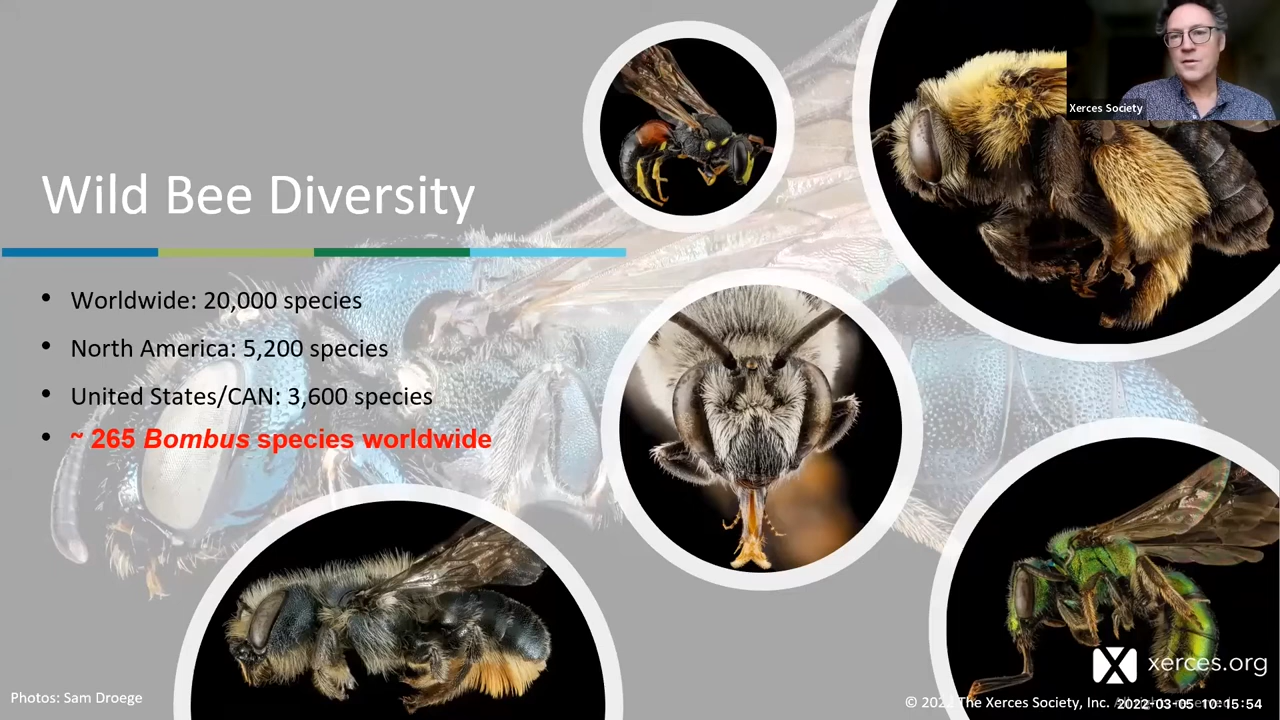 Xerces Society
Wild Bee Diversity
• Worldwide: 20,000 species
• North America: 5,200 species
• United States/CAN: 3,600 species
• ~ 265 Bombus species worldwide
xerces.org
Photos: Sam Droege
The Xerces Society, Inc.
2022-03-05 10:15:54